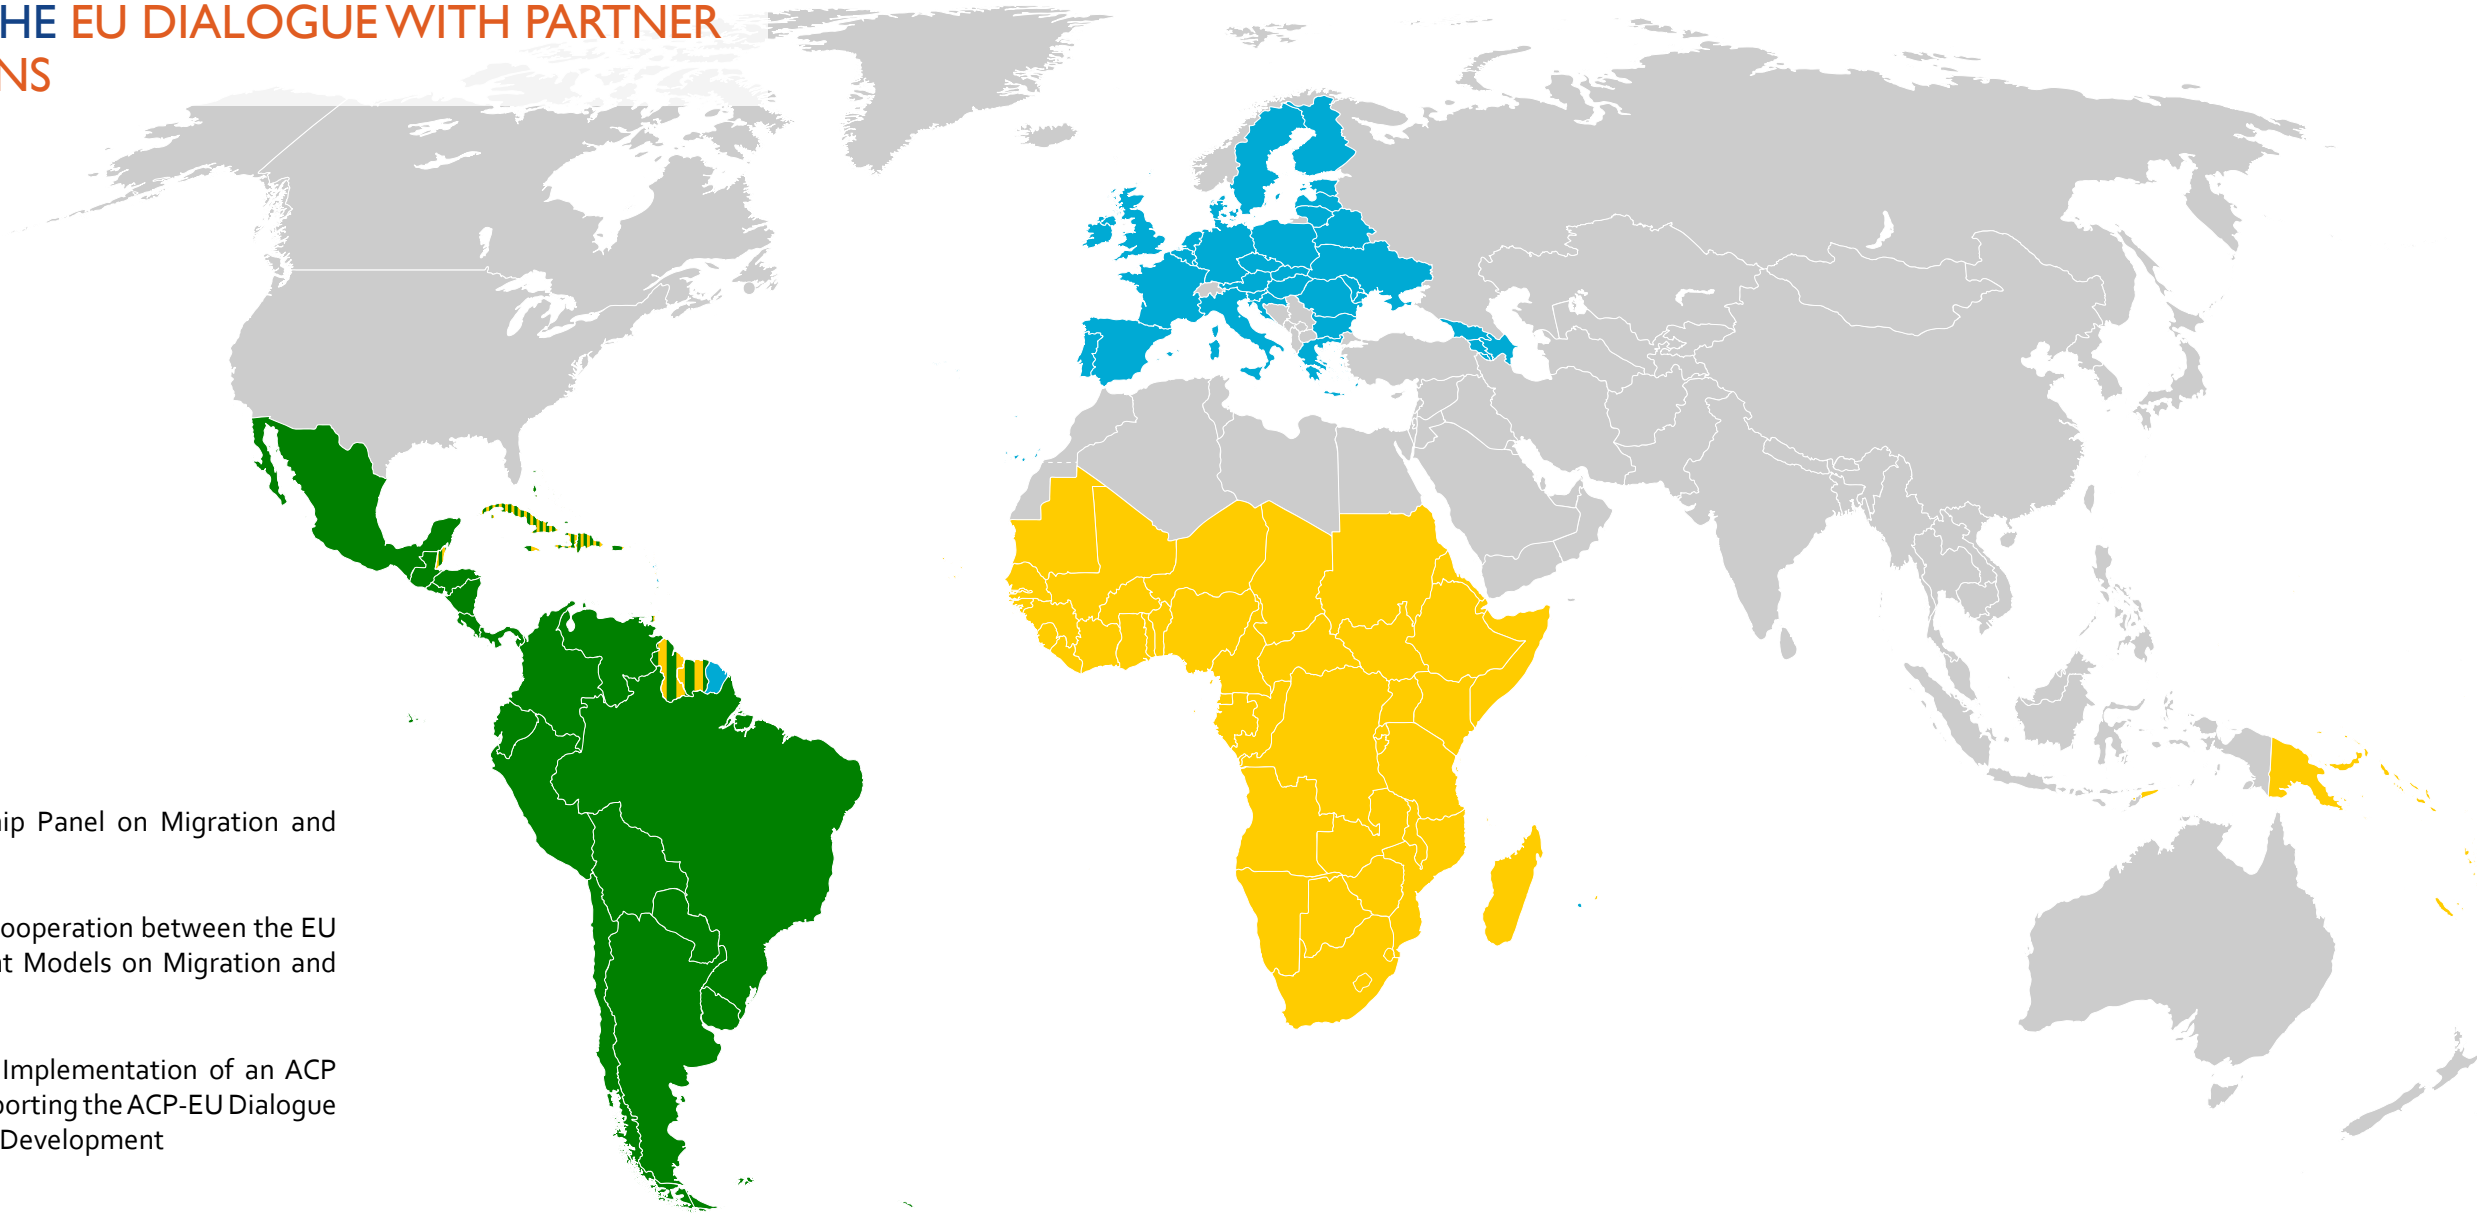 HE EU DIALOGUE WITH PARTNER
NS
ip Panel on Migration and
ooperation between the EU
t Models on Migration and
Implementation of an ACP
porting the ACP-EU Dialogue
Development